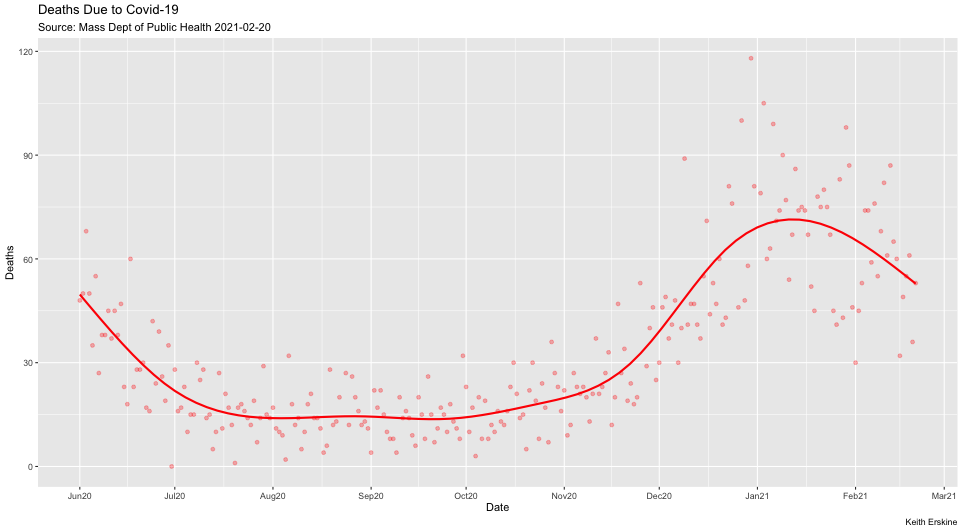 Deaths Due to Covid-19
Source: Mass Dept of Public Health 2021-02-20
120
90
60
30
0
Deaths
Jun20 Jul20 Aug20 Sep20 Oct20 Nov20 Dec20 Jan21 Feb21 Mar21
Date
Keith Erskine